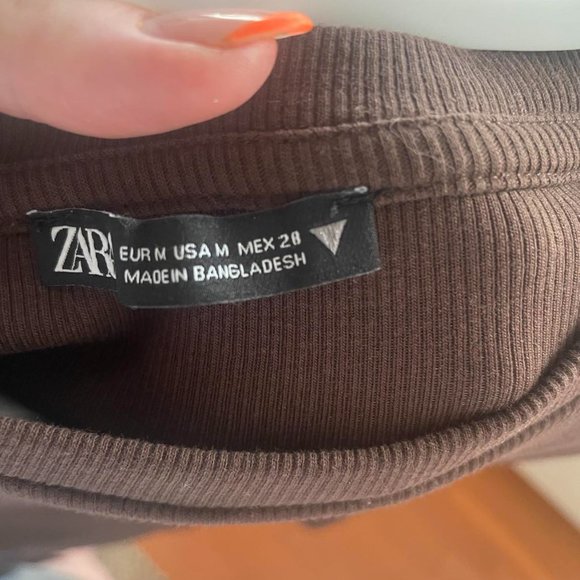 ZARA
EUR M USA M MEX 28
MADE IN BANGLADESH